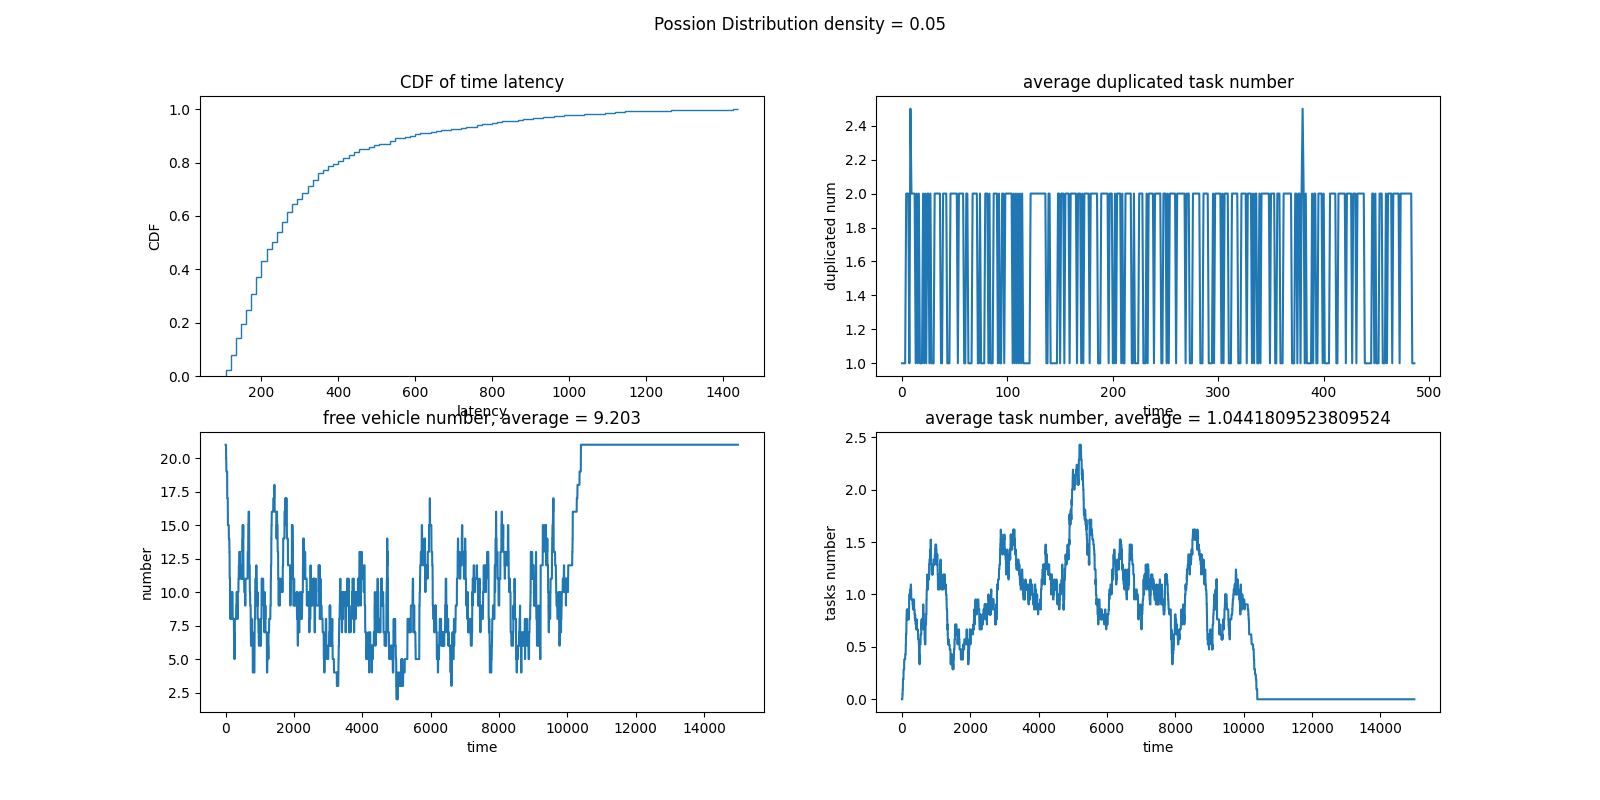 Possion Distribution density = 0.05
CDF of time latency
1.0
0.8
0.6
0.4
0.2
0.0
CDF
200 400 600 800 1000 1200 1400
latency
average duplicated task number
2.4
2.2
2.0
1.8
1.6
1.4
1.2
1.0
duplicated num
0 100 200 300 400 500
time
free vehicle number, average = 9.203
20.0
17.5
15.0
12.5
10.0
7.5
5.0
2.5
number
0 2000 4000 6000 8000 10000 12000 14000
time
average task number, average = 1.0441809523809524
2.5
2.0
1.5
1.0
0.5
0.0
tasks number
0 2000 4000 6000 8000 10000 12000 14000
time